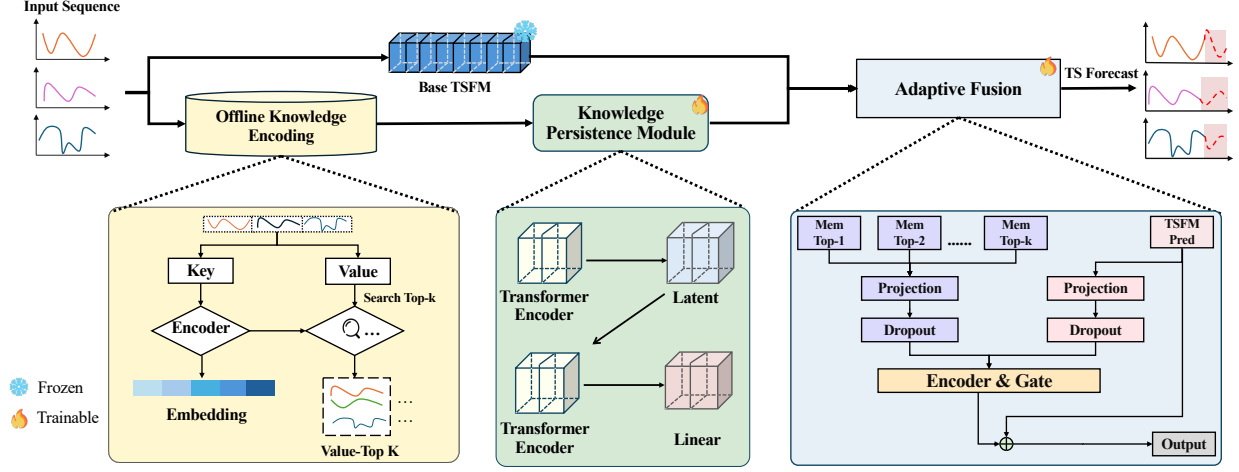 Input Sequence
Base TSFM
Offline Knowledge
Encoding
Knowledge
Persistence Module
Adaptive Fusion
TS Forecast
Key
Value
Search Top-k
Encoder
...
Embedding
...
...
Value-Top K
Frozen
Trainable
Transformer
Encoder
Latent
Transformer
Encoder
Linear
Mem
Top-1
Mem
Top-2
......
Mem
Top-k
TSFM
Pred
Projection
Projection
Dropout
Dropout
Encoder & Gate
Output